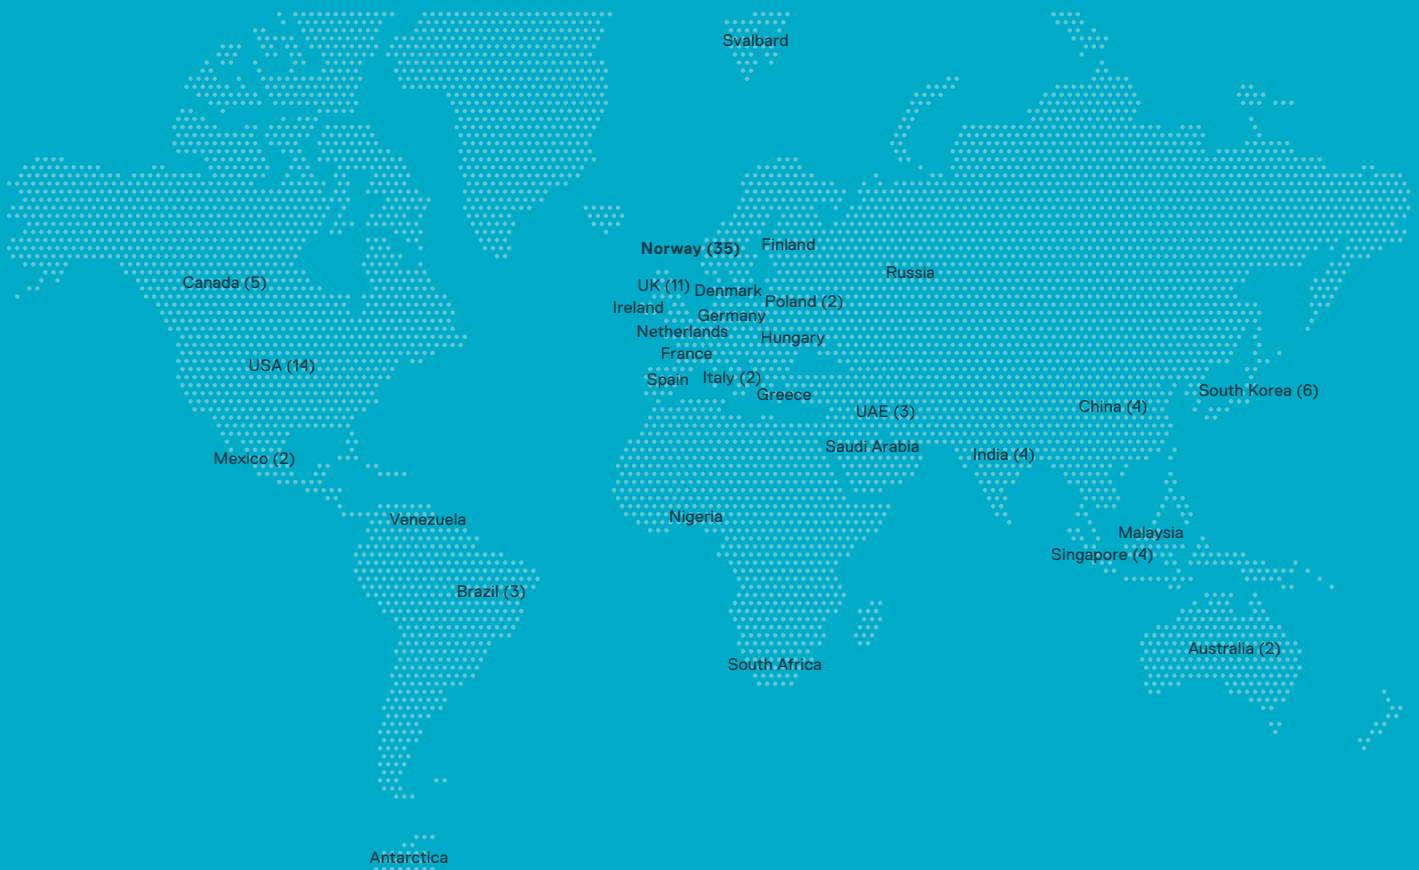 Svalbard
Norway (35)
Finland
Russia
Canada (5)
UK (11)
Denmark
Poland (2)
Ireland
Germany
Netherlands
Hungary
France
USA (14)
Spain
Italy (2)
Greece
South Korea (6)
UAE (3)
China (4)
Saudi Arabia
India (4)
Mexico (2)
Venezuela
Nigeria
Malaysia
Singapore (4)
Brazil (3)
Australia (2)
South Africa
Antarctica